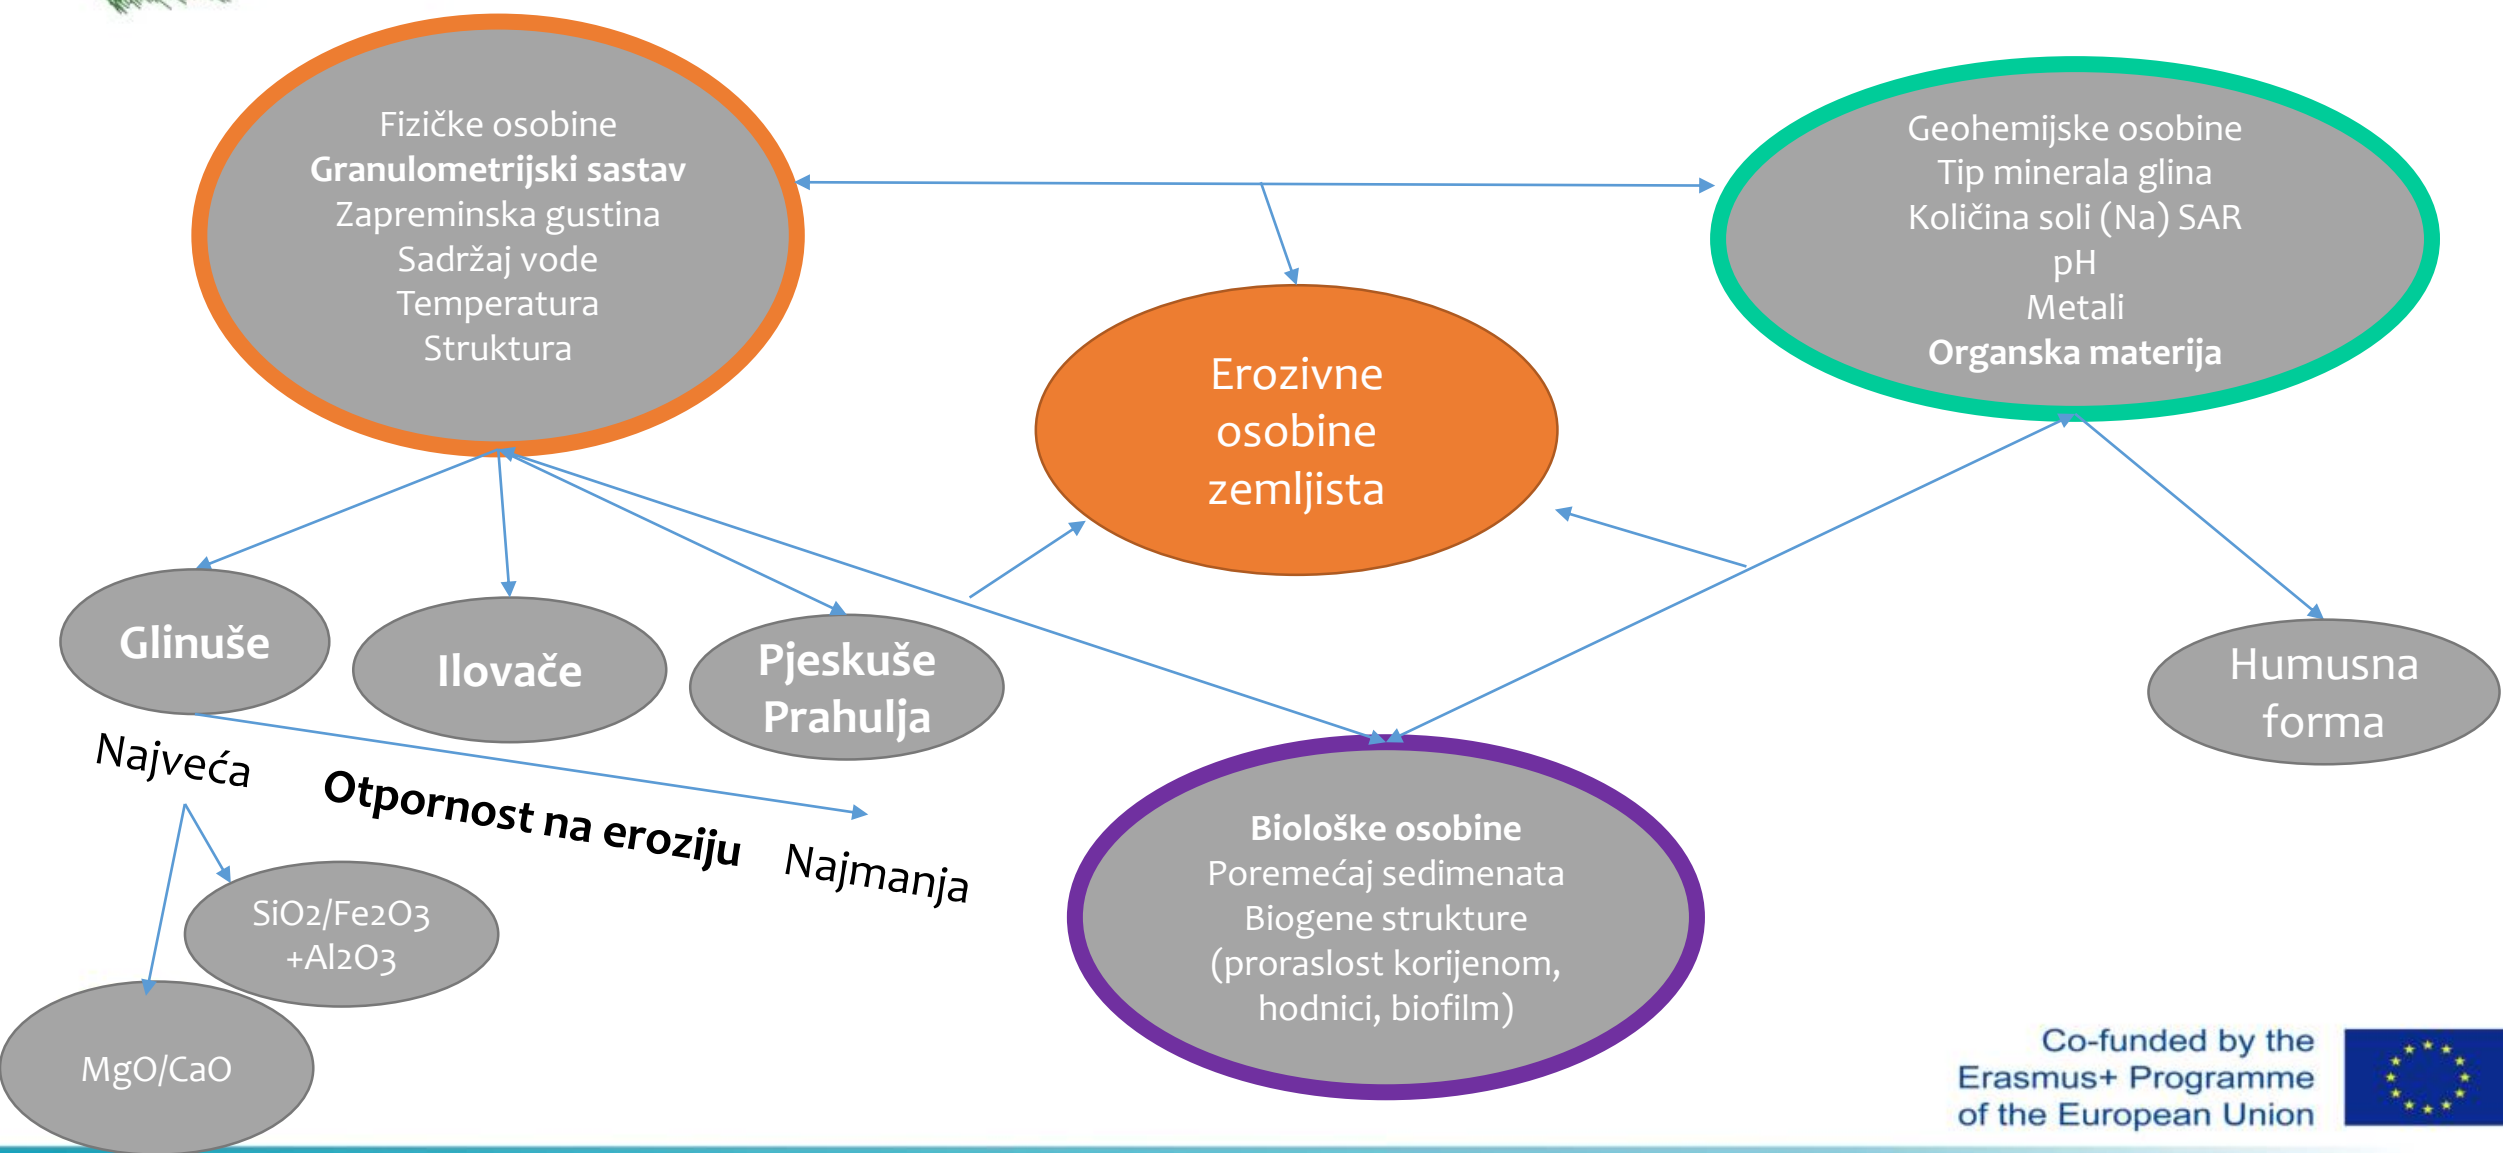 Fizičke osobine
Granulometrijski sastav
Zapreminska gustina
Sadržaj vode
Temperatura
Struktura
Geohemijske osobine
Tip minerala glina
Količina soli (Na) SAR
pH
Metali
Organska materija
Erozivne
osobine
zemljista
Glinuše
Ilovače
Pjeskuše
Prahulja
Humusna
forma
Najveća
Otpornost na eroziju
Najmanja
SiO2/Fe2O3
+Al2O3
MgO/CaO
Biološke osobine
Poremećaj sedimenata
Biogene strukture
(proraslost korijenom,
hodnici, biofilm)
Co-funded by the
Erasmus+ Programme
of the European Union